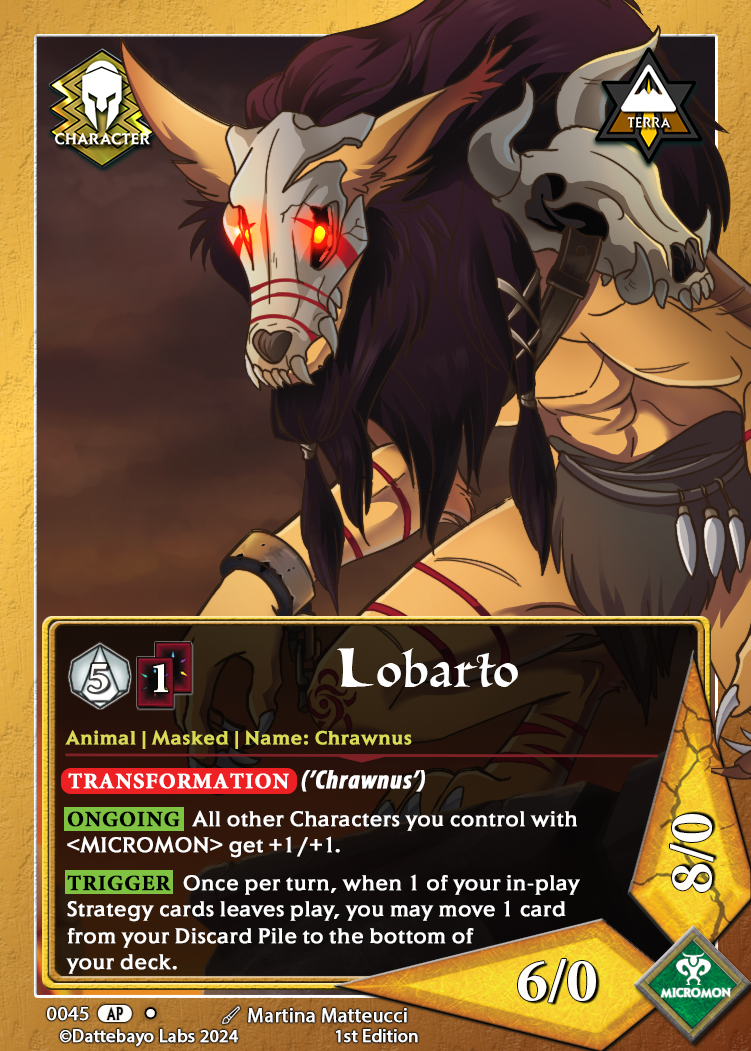 CHARACTER
TERRA
5
1
Lobarto
Animal | Masked | Name: Chrawnus
TRANSFORMATION ('Chrawnus')
ONGOING All other Characters you control with
<MICROMON> get +1/+1.
TRIGGER Once per turn, when 1 of your in-play
Strategy cards leaves play, you may move 1 card
from your Discard Pile to the bottom of
your deck.
8/0
6/0
MICROMON
0045 AP Martina Matteucci
©Dattebayo Labs 2024 1st Edition